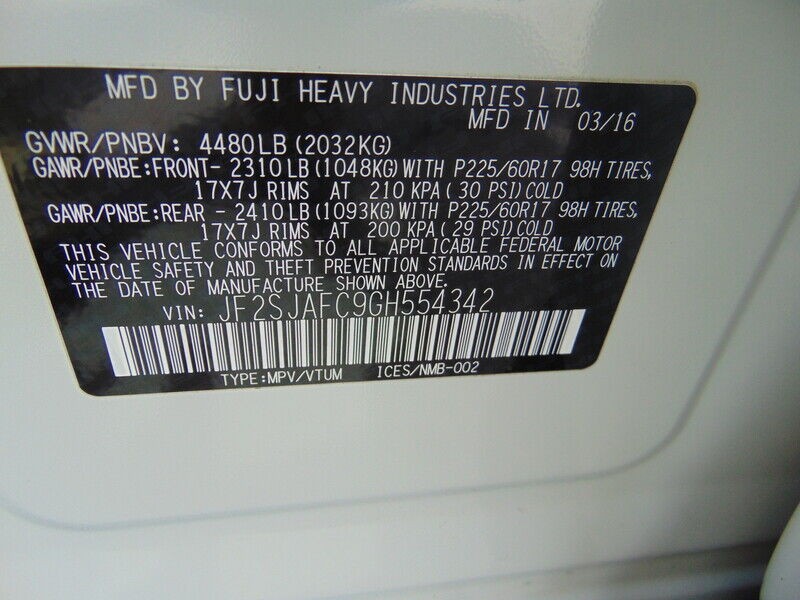 MFD BY FUJI HEAVY INDUSTRIES LTD.
MFD IN 03/16
GVWR/PNBV: 4480LB(2032KG)
GAWR/PNBE:FRONT- 2310LB(1048KG)WITH P225/60R17 98H TIRES,
17X7J RIMS AT 210 KPA( 30 PSI)COLD
GAWR/PNBE:REAR - 2410LB(1093KG)WITH P225/60R17 98H TIRES,
17X7J RIMS AT 200 KPA( 29 PSI)COLD
THIS VEHICLE CONFORMS TO ALL APPLICABLE FEDERAL MOTOR
VEHICLE SAFETY AND THEFT PREVENTION STANDARDS IN EFFECT ON
THE DATE OF MANUFACTURE SHOWN ABOVE.
VIN: JF2SJAFC9GH554342
TYPE:MPV/VTUM ICES/NMB-002